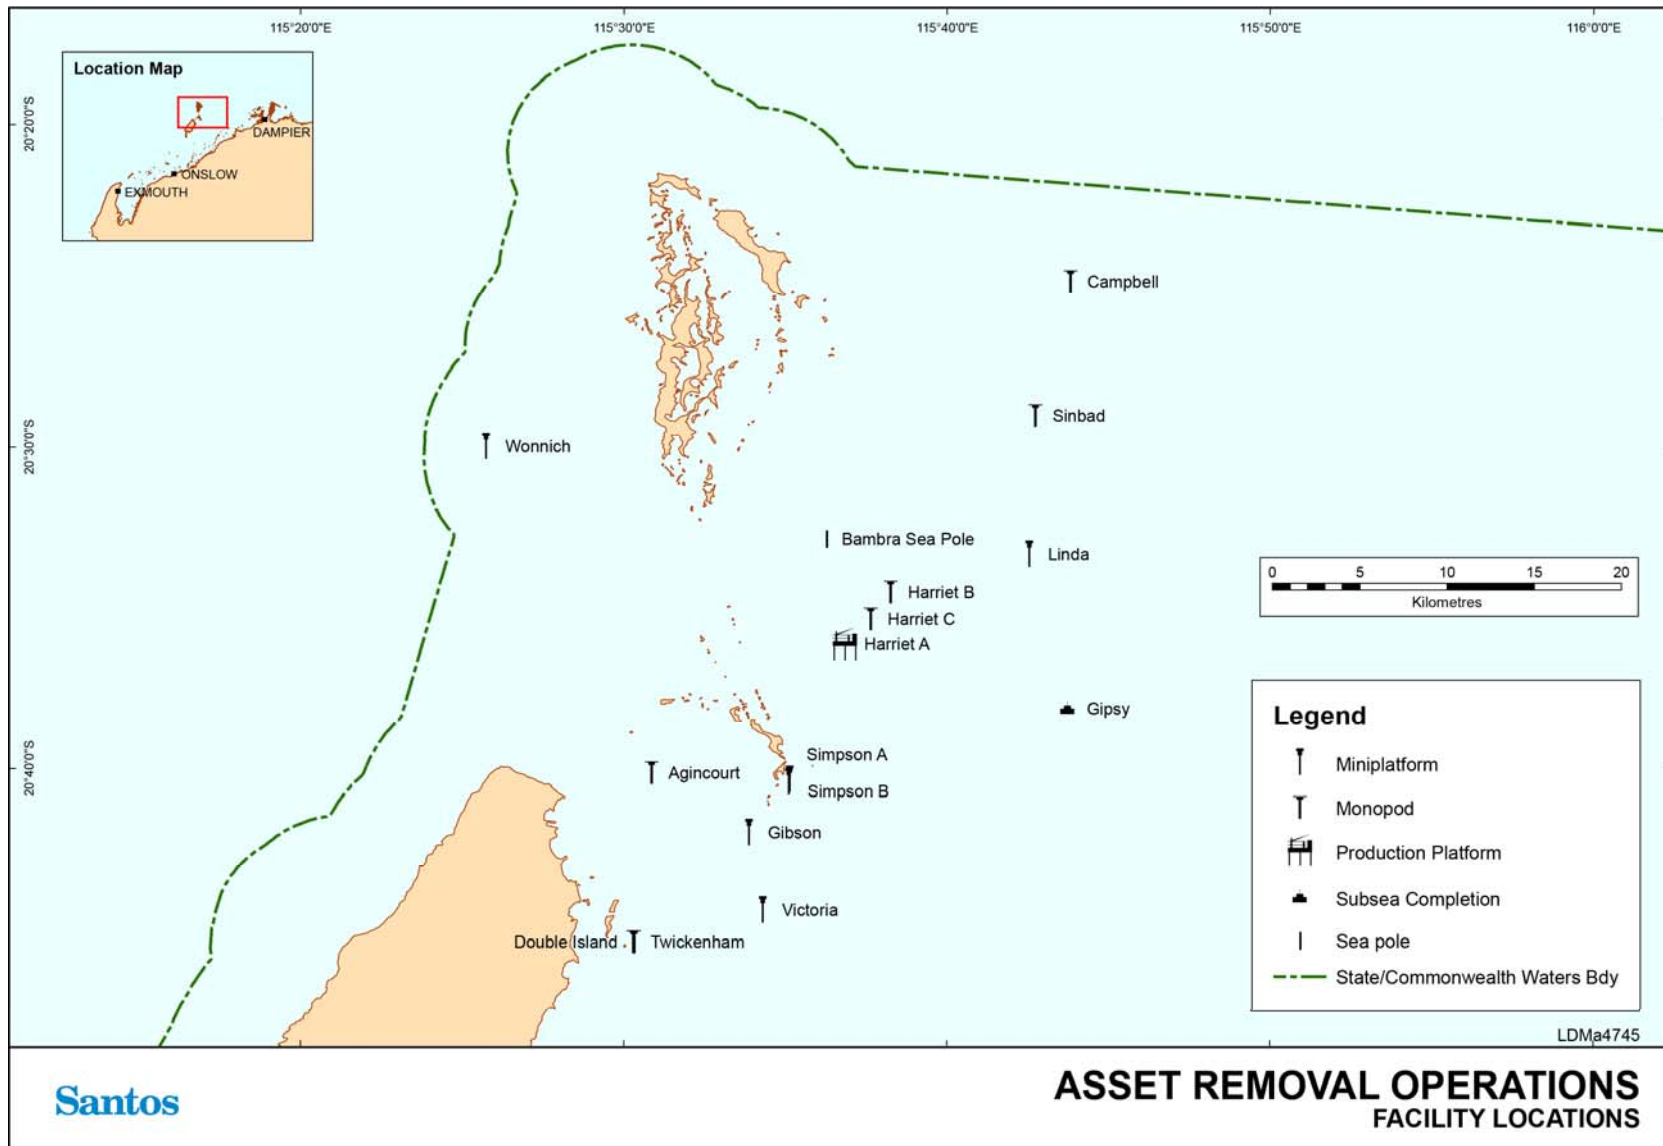 115°20'0"E
115°30'0"E
115°40'0"E
115°50'0"E
116°0'0"E
Location Map
DAMPIER
ONSLOW
EXMOUTH
20°20'0"S
20°30'0"S
20°40'0"S
Campbell
Sinbad
Wonnich
Bambra Sea Pole
Linda
Harriet B
Harriet C
Harriet A
0 5 10 15 20
Kilometres
Gipsy
Simpson A
Agincourt
Simpson B
Gibson
Victoria
Double Island
Twickenham
Legend
Miniplatform
Monopod
Production Platform
Subsea Completion
Sea pole
State/Commonwealth Waters Bdy
LDMa4745
Santos
ASSET REMOVAL OPERATIONS
FACILITY LOCATIONS